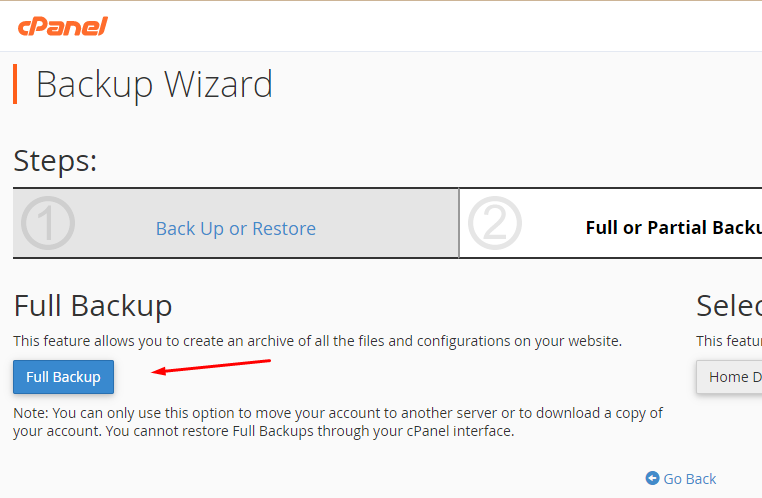 cPanel
Backup Wizard
Steps:
1 Back Up or Restore
2 Full or Partial
Full Backup
This feature allows you to create an archive of all the files and configurations on your website.
Full Backup
Note: You can only use this option to move your account to another server or to download a copy of
your account. You cannot restore Full Backups through your cPanel interface.
This
Home
Go Back